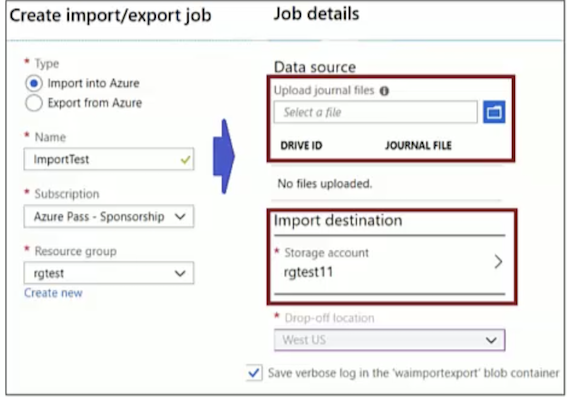 Create import/export job
* Type
Import into Azure
Export from Azure
* Name
ImportTest
* Subscription
Azure Pass - Sponsorship
* Resource group
rgtest
Create new
Job details
Data source
Upload journal files
Select a file
DRIVE ID JOURNAL FILE
No files uploaded.
Import destination
* Storage account
rgtest11
* Drop-off location
West US
Save verbose log in the 'waimportexport' blob container